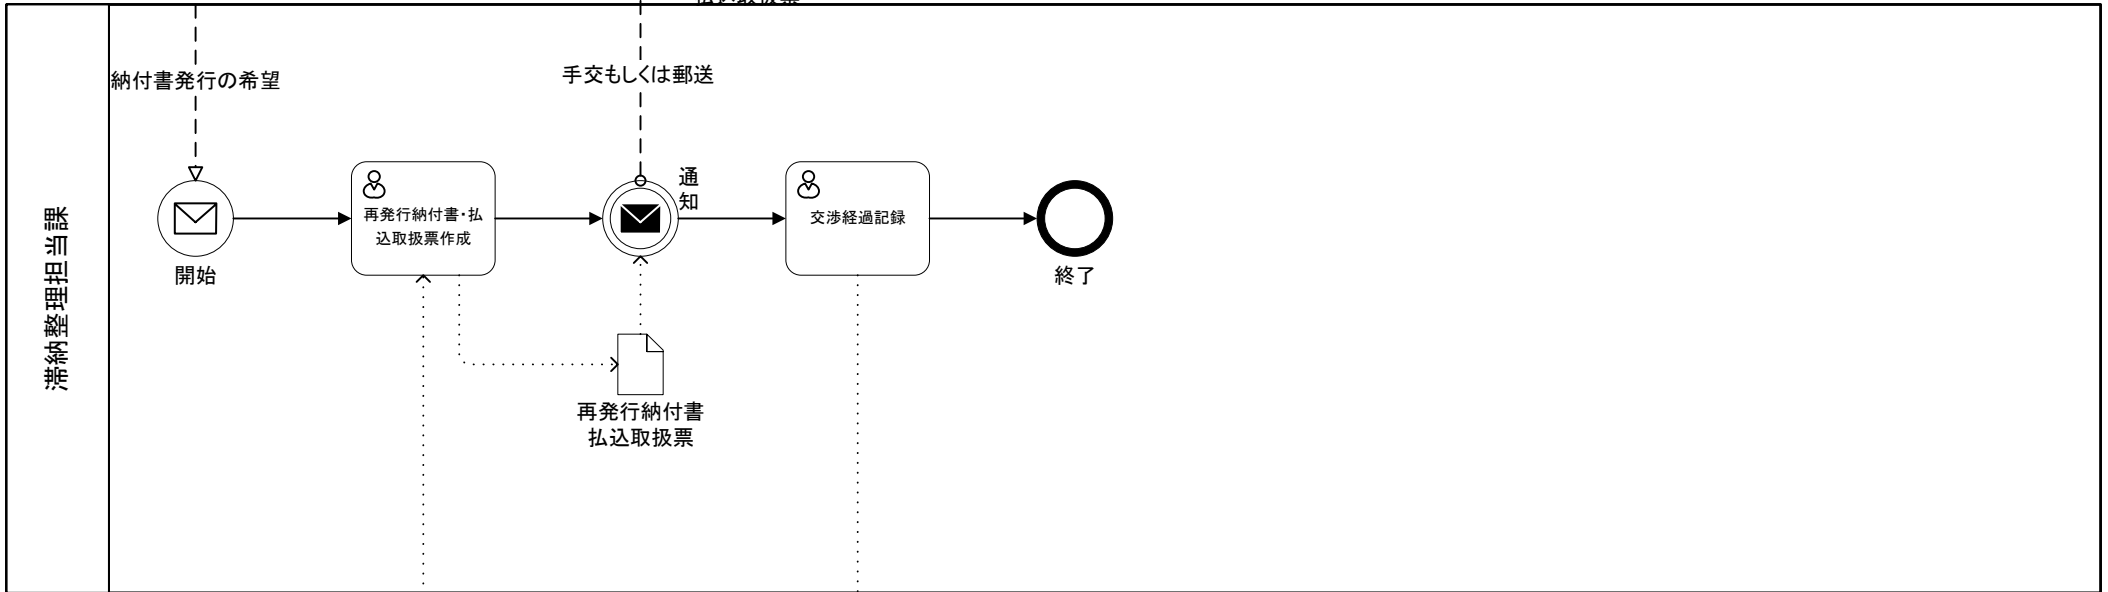 納付書発行の希望
手交もしくは郵送
通
知
再発行納付書・払
込取扱票作成
交渉経過記録
開始
終了
滞納整理担当課
再発行納付書
払込取扱票